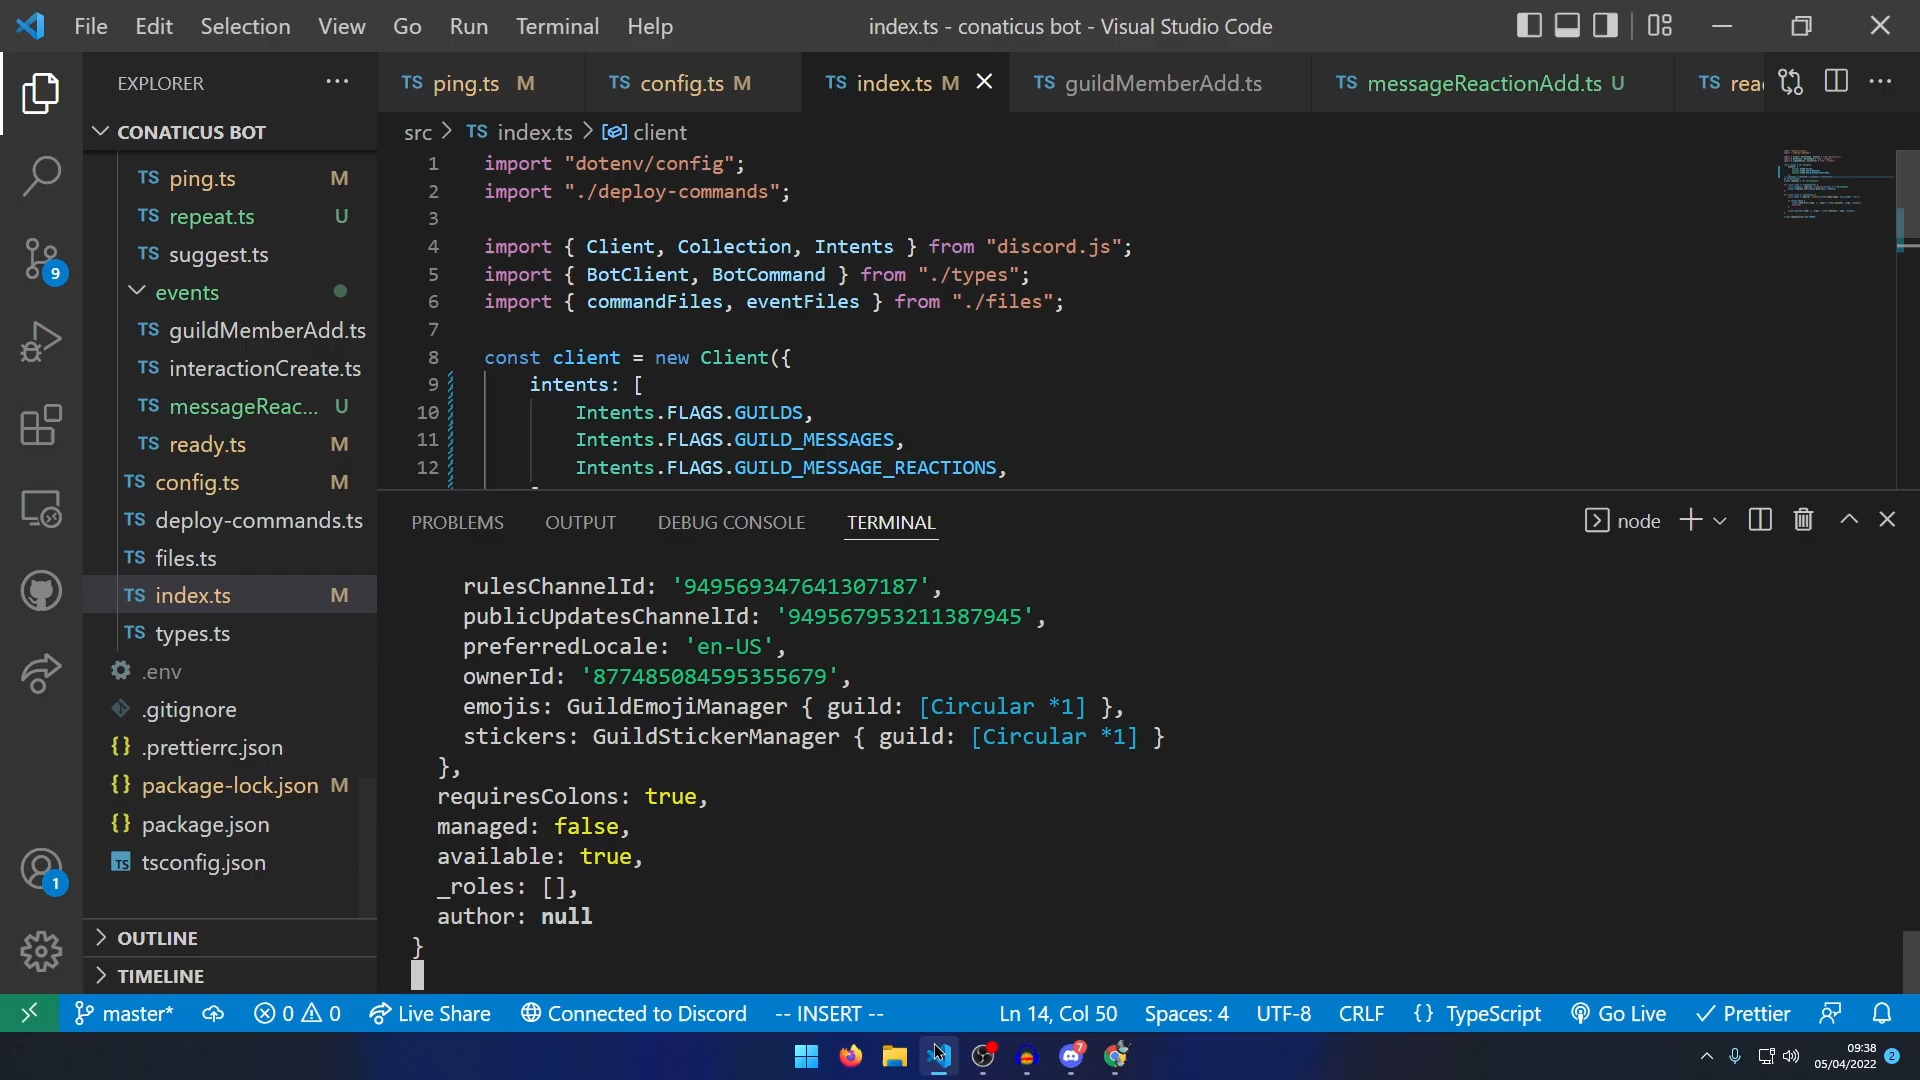 File Edit Selection View Go Run Terminal Help
index.ts - conaticus bot - Visual Studio Code
EXPLORER
TS ping.ts M
TS config.ts M
TS index.ts M
TS guildMemberAdd.ts
TS messageReactionAdd.ts U
TS rea
CONATICUS BOT
TS ping.ts M
TS repeat.ts U
TS suggest.ts
events
TS guildMemberAdd.ts
TS interactionCreate.ts
TS messageReac... U
TS ready.ts M
TS config.ts M
TS deploy-commands.ts
TS files.ts
TS index.ts M
TS types.ts
.env
.gitignore
{} .prettierrc.json
{} package-lock.json M
{} package.json
TS tsconfig.json
OUTLINE
TIMELINE
9
1
src > TS index.ts > client
1 import "dotenv/config";
2 import "./deploy-commands";
3
4 import { Client, Collection, Intents } from "discord.js";
5 import { BotClient, BotCommand } from "./types";
6 import { commandFiles, eventFiles } from "./files";
7
8 const client = new Client({
9 intents: [
10 Intents.FLAGS.GUILDS,
11 Intents.FLAGS.GUILD_MESSAGES,
12 Intents.FLAGS.GUILD_MESSAGE_REACTIONS,
PROBLEMS OUTPUT DEBUG CONSOLE TERMINAL
node
rulesChannelId: '949569347641307187',
publicUpdatesChannelId: '949567953211387945',
preferredLocale: 'en-US',
ownerId: '877485084595355679',
emojis: GuildEmojiManager { guild: [Circular *1] },
stickers: GuildStickerManager { guild: [Circular *1] }
},
requiresColons: true,
managed: false,
available: true,
_roles: [],
author: null
}
master* 0 0 Live Share Connected to Discord -- INSERT -- Ln 14, Col 50 Spaces: 4 UTF-8 CRLF {} TypeScript Go Live Prettier
7
09:38
05/04/2022
2